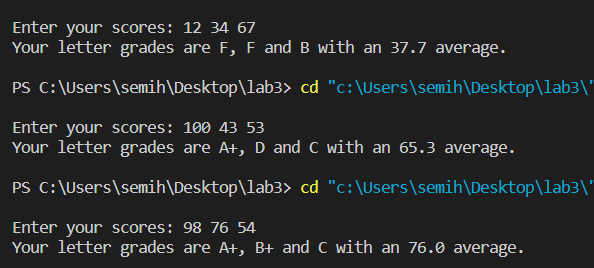 Enter your scores: 12 34 67
Your letter grades are F, F and B with an 37.7 average.
PS C:\Users\semih\Desktop\lab3> cd "c:\Users\semih\Desktop\lab3\"
Enter your scores: 100 43 53
Your letter grades are A+, D and C with an 65.3 average.
PS C:\Users\semih\Desktop\lab3> cd "c:\Users\semih\Desktop\lab3\"
Enter your scores: 98 76 54
Your letter grades are A+, B+ and C with an 76.0 average.